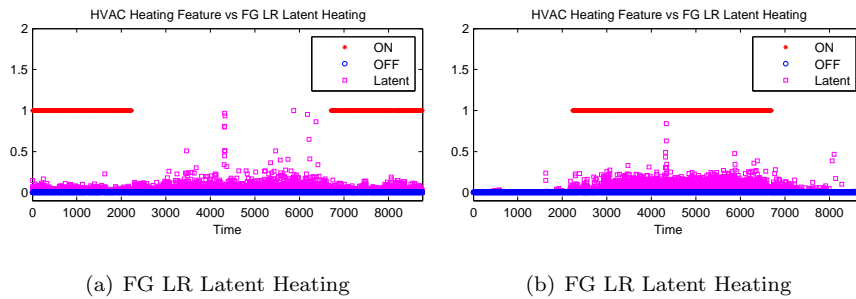 HVAC Heating Feature vs FG LR Latent Heating
2
1.5
1
0.5
0
0 1000 2000 3000 4000 5000 6000 7000 8000
Time
ON
OFF
Latent
(a) FG LR Latent Heating
HVAC Heating Feature vs FG LR Latent Heating
2
1.5
1
0.5
0
0 1000 2000 3000 4000 5000 6000 7000 8000
Time
ON
OFF
Latent
(b) FG LR Latent Heating